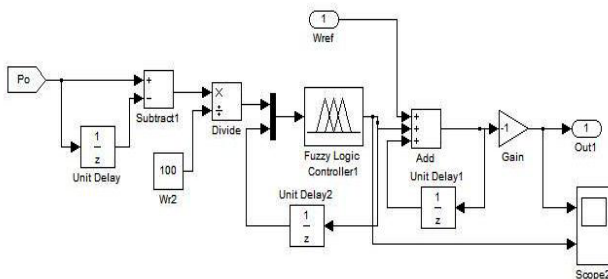 1
Wref
Po
+
−
Subtract1
×
÷
Divide
1
z
Unit Delay
100
Wr2
Fuzzy Logic
Controller1
+
+
+
Add
-1
Gain
1
Out1
Unit Delay1
1
z
Unit Delay2
1
z
Scope2